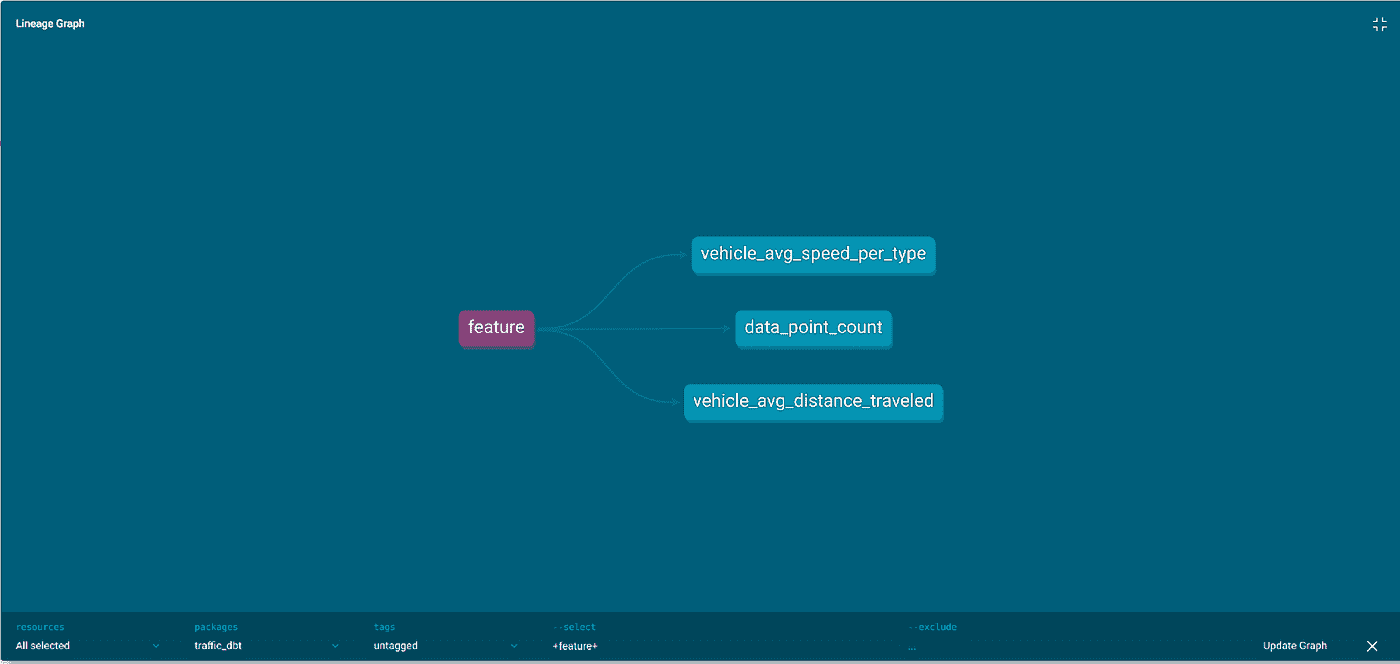 Lineage Graph
vehicle_avg_speed_per_type
feature
data_point_count
vehicle_avg_distance_traveled
resources packages tags --select --exclude
All selected traffic_dbt untagged +feature+ ... Update Graph